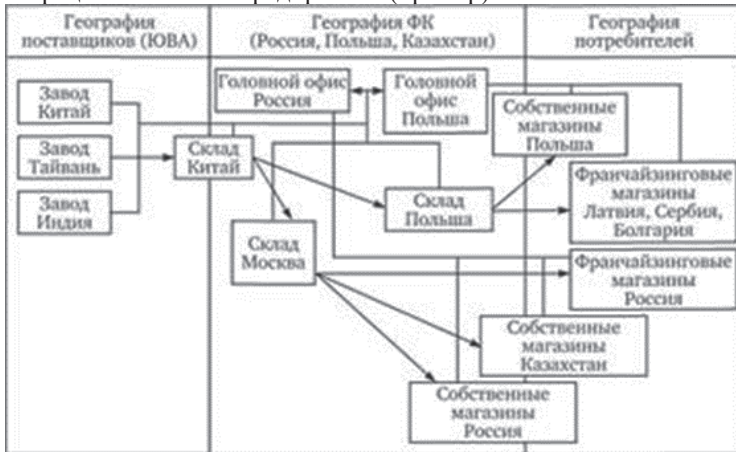 География
поставщиков (ЮВА)
География ФК
(Россия, Польша, Казахстан)
География
потребителей
Завод
Китай
Завод
Тайвань
Завод
Индия
Склад
Китай
Головной офис
Россия
Головной
офис
Польша
Склад
Москва
Склад
Польша
Собственные
магазины
Польша
Франчайзинговые
магазины
Латвия, Сербия,
Болгария
Франчайзинговые
магазины
Россия
Собственные
магазины
Казахстан
Собственные
магазины
Россия